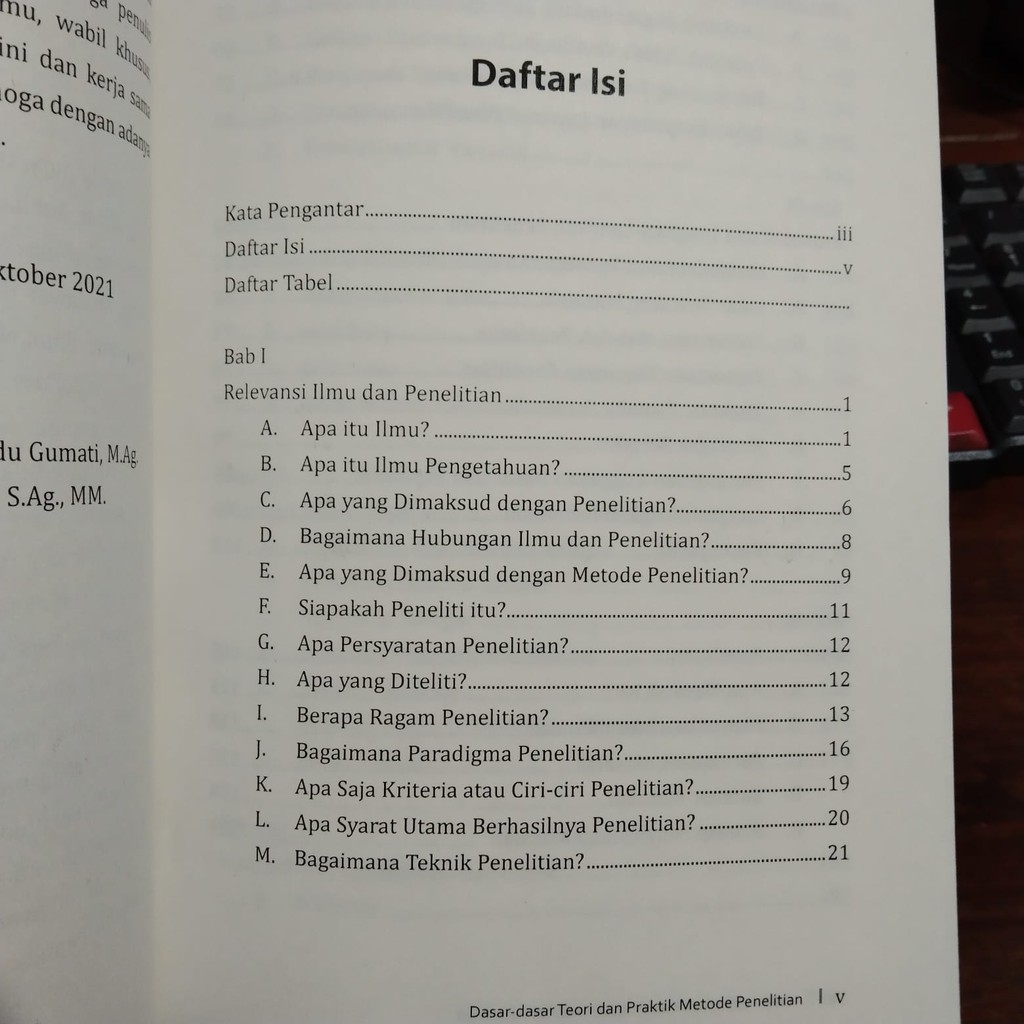 mu, wabil khusus
ini dan kerja sama
oga dengan adanya
.
ktober 2021
du Gumati, M.Ag.
S.Ag., MM.
Daftar Isi
Kata Pengantar iii
Daftar Isi v
Daftar Tabel
Bab I
Relevansi Ilmu dan Penelitian 1
A. Apa itu Ilmu? 1
B. Apa itu Ilmu Pengetahuan? 5
C. Apa yang Dimaksud dengan Penelitian? 6
D. Bagaimana Hubungan Ilmu dan Penelitian? 8
E. Apa yang Dimaksud dengan Metode Penelitian? 9
F. Siapakah Peneliti itu? 11
G. Apa Persyaratan Penelitian? 12
H. Apa yang Diteliti? 12
I. Berapa Ragam Penelitian? 13
J. Bagaimana Paradigma Penelitian? 16
K. Apa Saja Kriteria atau Ciri-ciri Penelitian? 19
L. Apa Syarat Utama Berhasilnya Penelitian? 20
M. Bagaimana Teknik Penelitian? 21
Dasar-dasar Teori dan Praktik Metode Penelitian | v